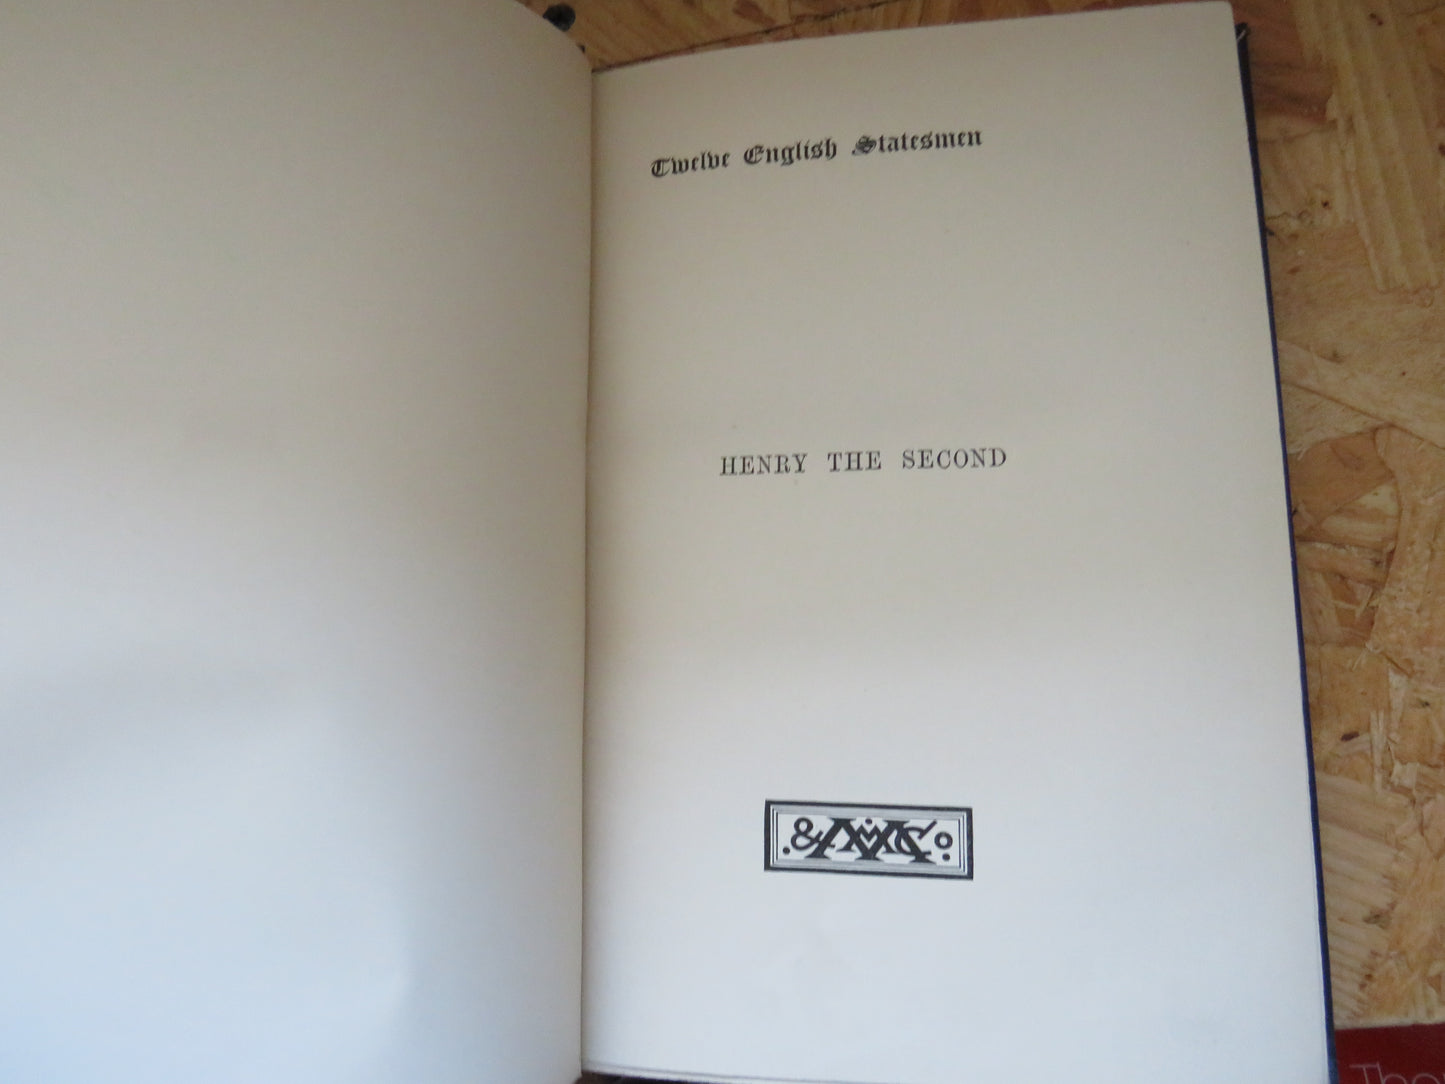 Twelve English Statesmen
HENRY THE SECOND